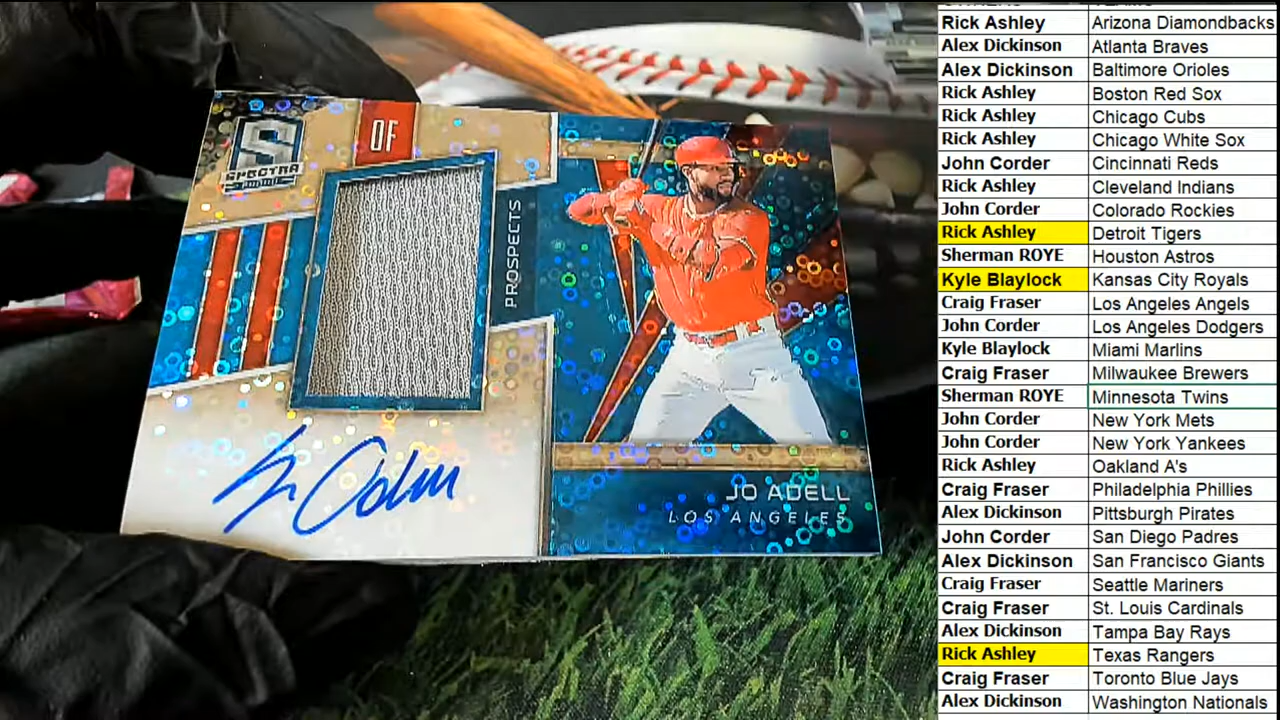 OF
SPECTRA
PROSPECTS
JO ADELL
LOS ANGELES
Rick Ashley Arizona Diamondbacks
Alex Dickinson Atlanta Braves
Alex Dickinson Baltimore Orioles
Rick Ashley Boston Red Sox
Rick Ashley Chicago Cubs
Rick Ashley Chicago White Sox
John Corder Cincinnati Reds
Rick Ashley Cleveland Indians
John Corder Colorado Rockies
Rick Ashley Detroit Tigers
Sherman ROYE Houston Astros
Kyle Blaylock Kansas City Royals
Craig Fraser Los Angeles Angels
John Corder Los Angeles Dodgers
Kyle Blaylock Miami Marlins
Craig Fraser Milwaukee Brewers
Sherman ROYE Minnesota Twins
John Corder New York Mets
John Corder New York Yankees
Rick Ashley Oakland A's
Craig Fraser Philadelphia Phillies
Alex Dickinson Pittsburgh Pirates
John Corder San Diego Padres
Alex Dickinson San Francisco Giants
Craig Fraser Seattle Mariners
Craig Fraser St. Louis Cardinals
Alex Dickinson Tampa Bay Rays
Rick Ashley Texas Rangers
Craig Fraser Toronto Blue Jays
Alex Dickinson Washington Nationals